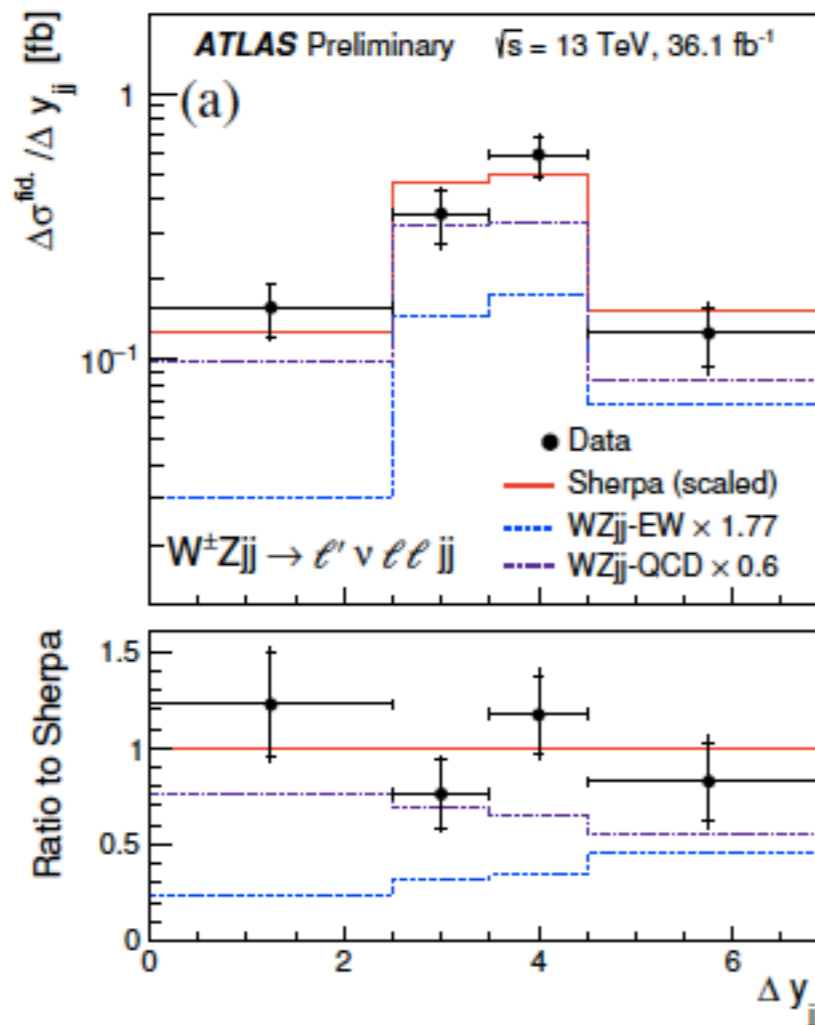 ATLAS Preliminary √s = 13 TeV, 36.1 fb⁻¹
Δσ^fid. / Δ y_jj [fb]
(a)
1
10⁻¹
Data
Sherpa (scaled)
WZjj-EW × 1.77
WZjj-QCD × 0.6
W±Zjj → ℓ' ν ℓ ℓ jj
Ratio to Sherpa
1.5
1
0.5
0
0 2 4 6
Δ y_j